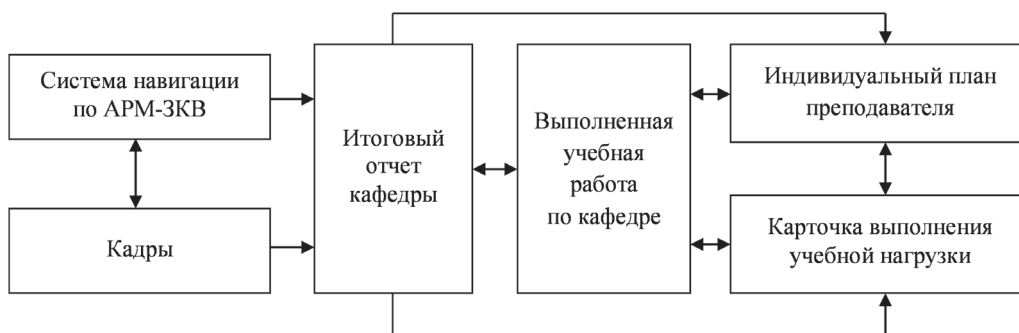 Система навигации
по АРМ-ЗКВ
Кадры
Итоговый
отчет
кафедры
Выполненная
учебная
работа
по кафедре
Индивидуальный план
преподавателя
Карточка выполнения
учебной нагрузки